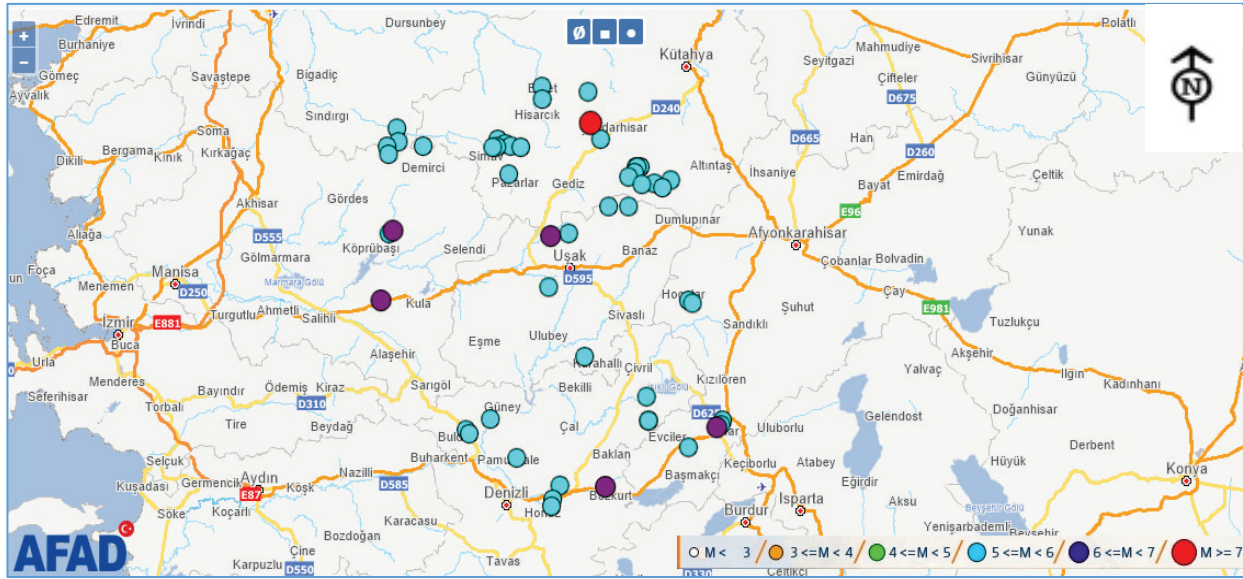 Edremit
İvrindi
Dursunbey
Kütahya
Polatlı
Burhaniye
Mahmudiye
Sivrihisar
Seyitgazi
N
Savaştepe
Bigadiç
Çifteler
Günyüzü
Gömeç
Ayvalık
Hisarcık
D240
D675
Sındırgı
Soma
Han
D665
Bergama
Kırkağaç
D260
Dikili
Kınık
Simav
Demirci
Altıntaş
Emirdağ
Çeltik
Pazarlar
Gediz
İhsaniye
Bayat
Akhisar
Gördes
Dumlupınar
E96
Aliağa
D555
Köprübaşı
Selendi
Banaz
Afyonkarahisar
Yunak
Foça
Gölmarmara
Uşak
Çobanlar
Bolvadin
Manisa
D595
Menemen
D250
Marmara Gölü
Kula
Çay
Şuhut
E981
Turgutlu
Ahmetli
Salihli
Sivaslı
İzmir
E881
Sandıklı
Tuzlukçu
Buca
Ulubey
Urla
Eşme
Akşehir
Alaşehir
Karahallı
Çivril
Yalvaç
Menderes
Sarıgöl
Bekilli
Kızılören
Ilgın
Bayındır
Ödemiş
Kiraz
Kadınhanı
Seferihisar
Torbalı
D310
Güney
Gelendost
Doğanhisar
Tire
Beydağ
Çal
Evciler
Uluborlu
Derbent
Selçuk
Buharkent
Baklan
Keçiborlu
Atabey
Hüyük
Kuşadası
Germencik
Aydın
Nazilli
Başmakçı
Eğirdir
Konya
E87
Köşk
D585
Denizli
Isparta
Aksu
Beyşehir Gölü
Söke
Koçarlı
Karacasu
Burdur
Yenişarbademli
Beyşehir
Bozdoğan
AFAD
Çine
Tavas
Karpuzlu
D550
D330
Çeltikçi
M < 3 / 3 <=M < 4 / 4 <=M < 5 / 5 <=M < 6 / 6 <=M < 7 / M >= 7